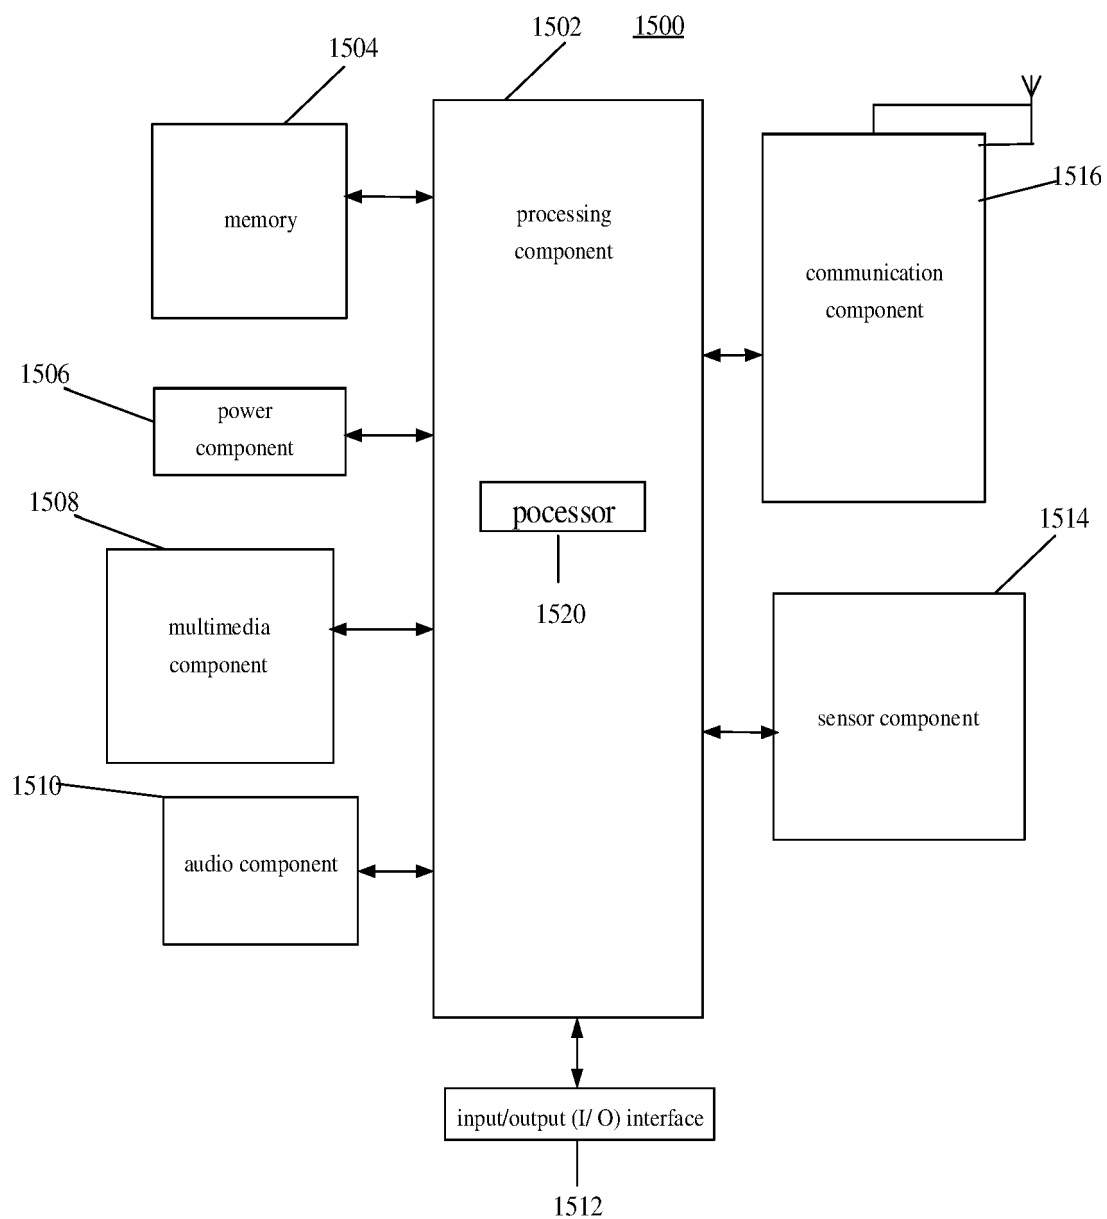 1500
1502
1504
memory
processing
component
1516
communication
component
1506
power
component
1508
pocessor
1520
1514
multimedia
component
sensor component
1510
audio component
input/output (I/ O) interface
1512